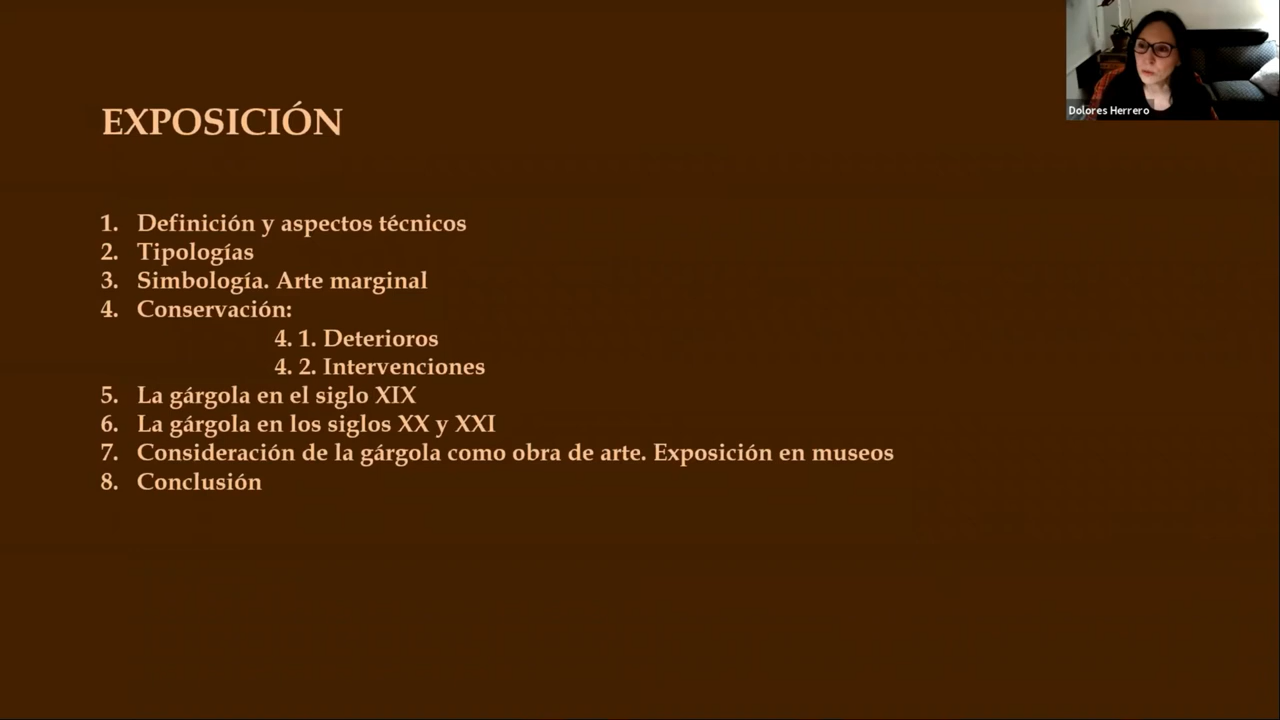 EXPOSICIÓN
Dolores Herrero
1. Definición y aspectos técnicos
2. Tipologías
3. Simbología. Arte marginal
4. Conservación:
4. 1. Deterioros
4. 2. Intervenciones
5. La gárgola en el siglo XIX
6. La gárgola en los siglos XX y XXI
7. Consideración de la gárgola como obra de arte. Exposición en museos
8. Conclusión